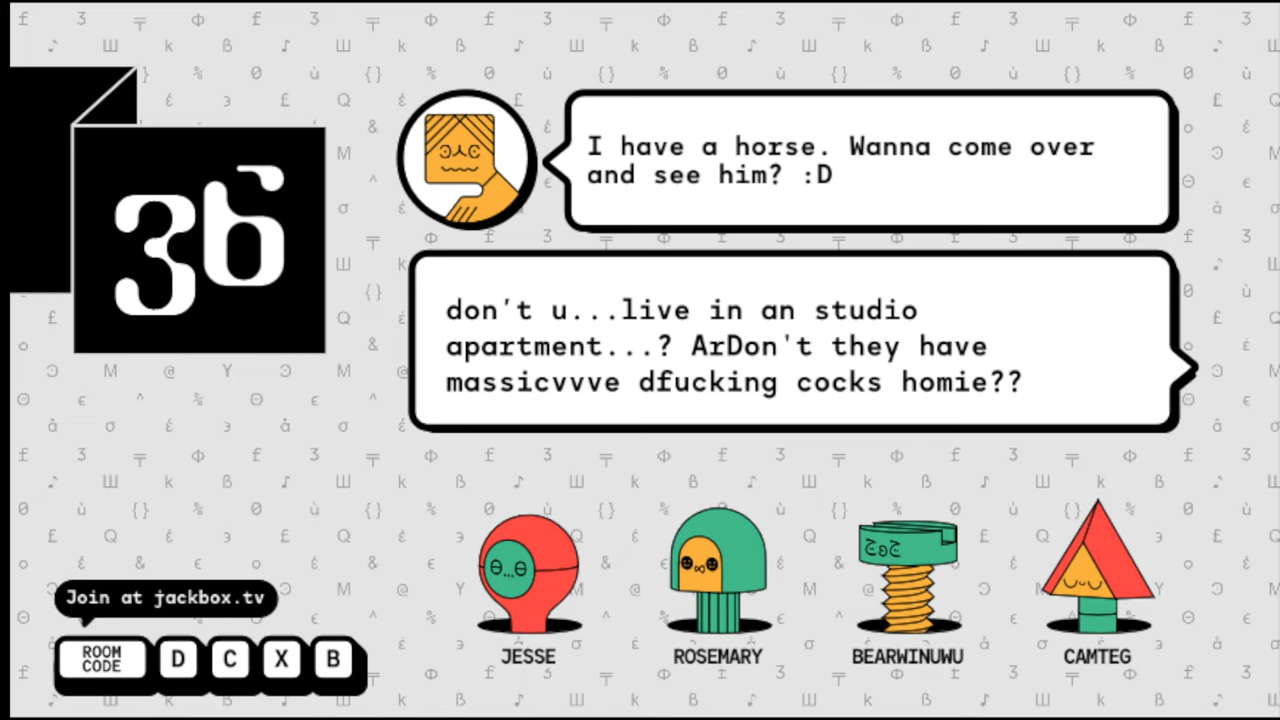 I have a horse. Wanna come over
and see him? :D
36
don't u...live in an studio
apartment...? ArDon't they have
massicvvve dfucking cocks homie??
Join at jackbox.tv
ROOM CODE D C X B
JESSE ROSEMARY BEARWINUWU CAMTEG